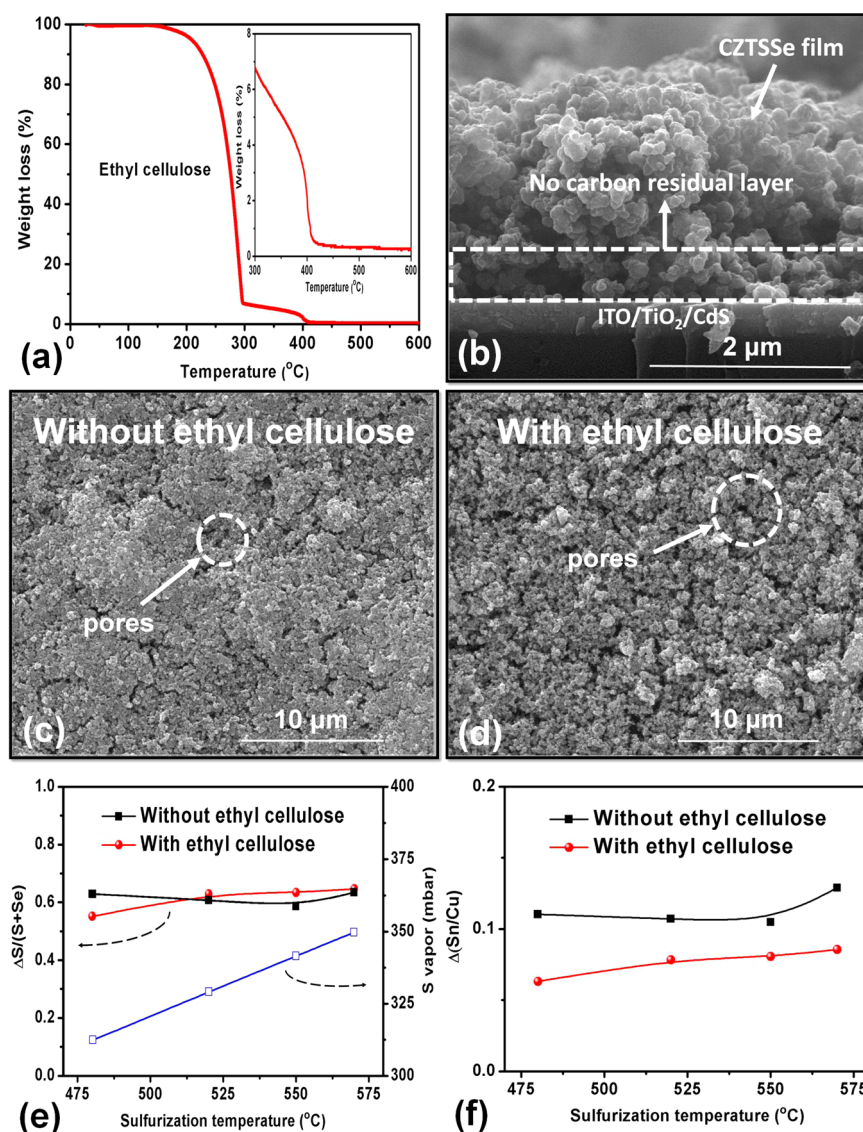 100
80
60
40
20
0
0
100
200
300
400
500
600
Weight loss (%)
Temperature (°C)
Ethyl cellulose
8
6
4
2
0
300
400
500
600
Weight loss (%)
Temperature (°C)
(a)
CZTSSe film
No carbon residual layer
ITO/TiO₂/CdS
2 µm
(b)
Without ethyl cellulose
pores
10 µm
(c)
With ethyl cellulose
pores
10 µm
(d)
1.0
0.8
0.6
0.4
0.2
0.0
475
500
525
550
575
400
375
350
325
300
Without ethyl cellulose
With ethyl cellulose
ΔS/(S+Se)
S vapor (mbar)
Sulfurization temperature (°C)
(e)
0.2
0.1
0.0
475
500
525
550
575
Without ethyl cellulose
With ethyl cellulose
Δ(Sn/Cu)
Sulfurization temperature (°C)
(f)